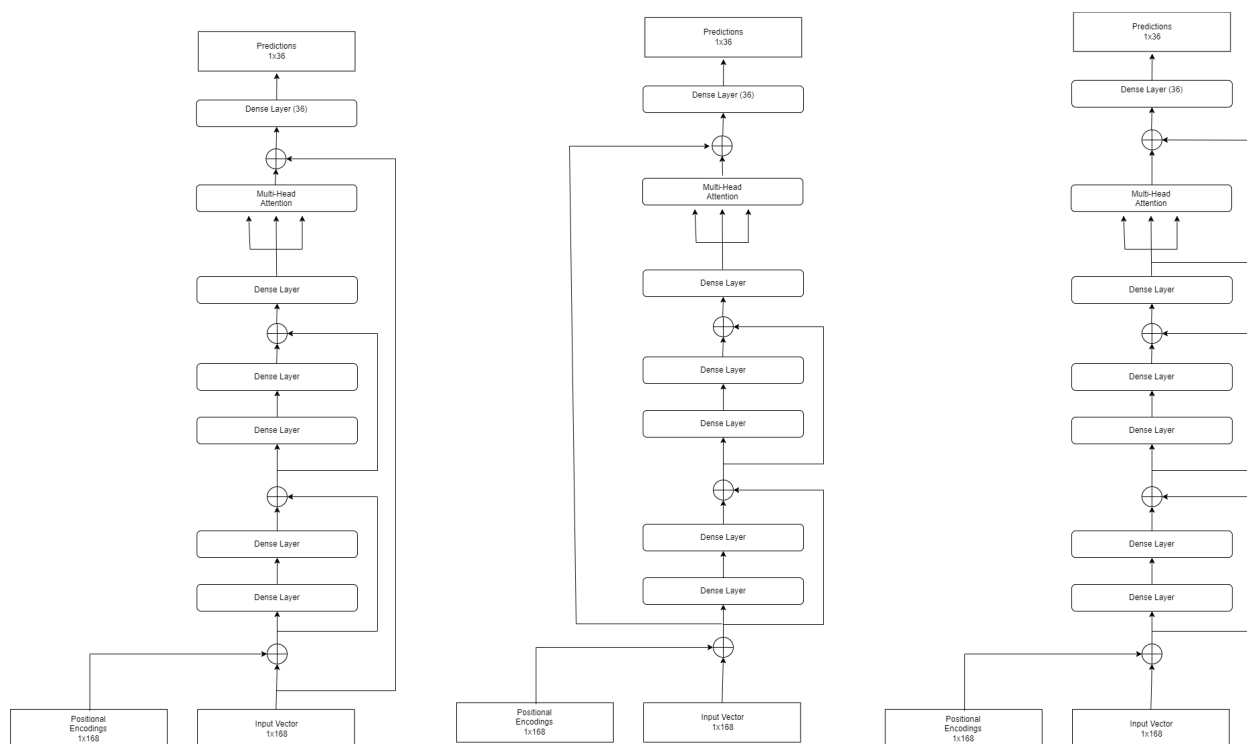 Predictions
1x36
Dense Layer (36)
Multi-Head
Attention
Dense Layer
Dense Layer
Dense Layer
Dense Layer
Dense Layer
Positional
Encodings
1x168
Input Vector
1x168
Predictions
1x36
Dense Layer (36)
Multi-Head
Attention
Dense Layer
Dense Layer
Dense Layer
Dense Layer
Dense Layer
Positional
Encodings
1x168
Input Vector
1x168
Predictions
1x36
Dense Layer (36)
Multi-Head
Attention
Dense Layer
Dense Layer
Dense Layer
Dense Layer
Dense Layer
Positional
Encodings
1x168
Input Vector
1x168